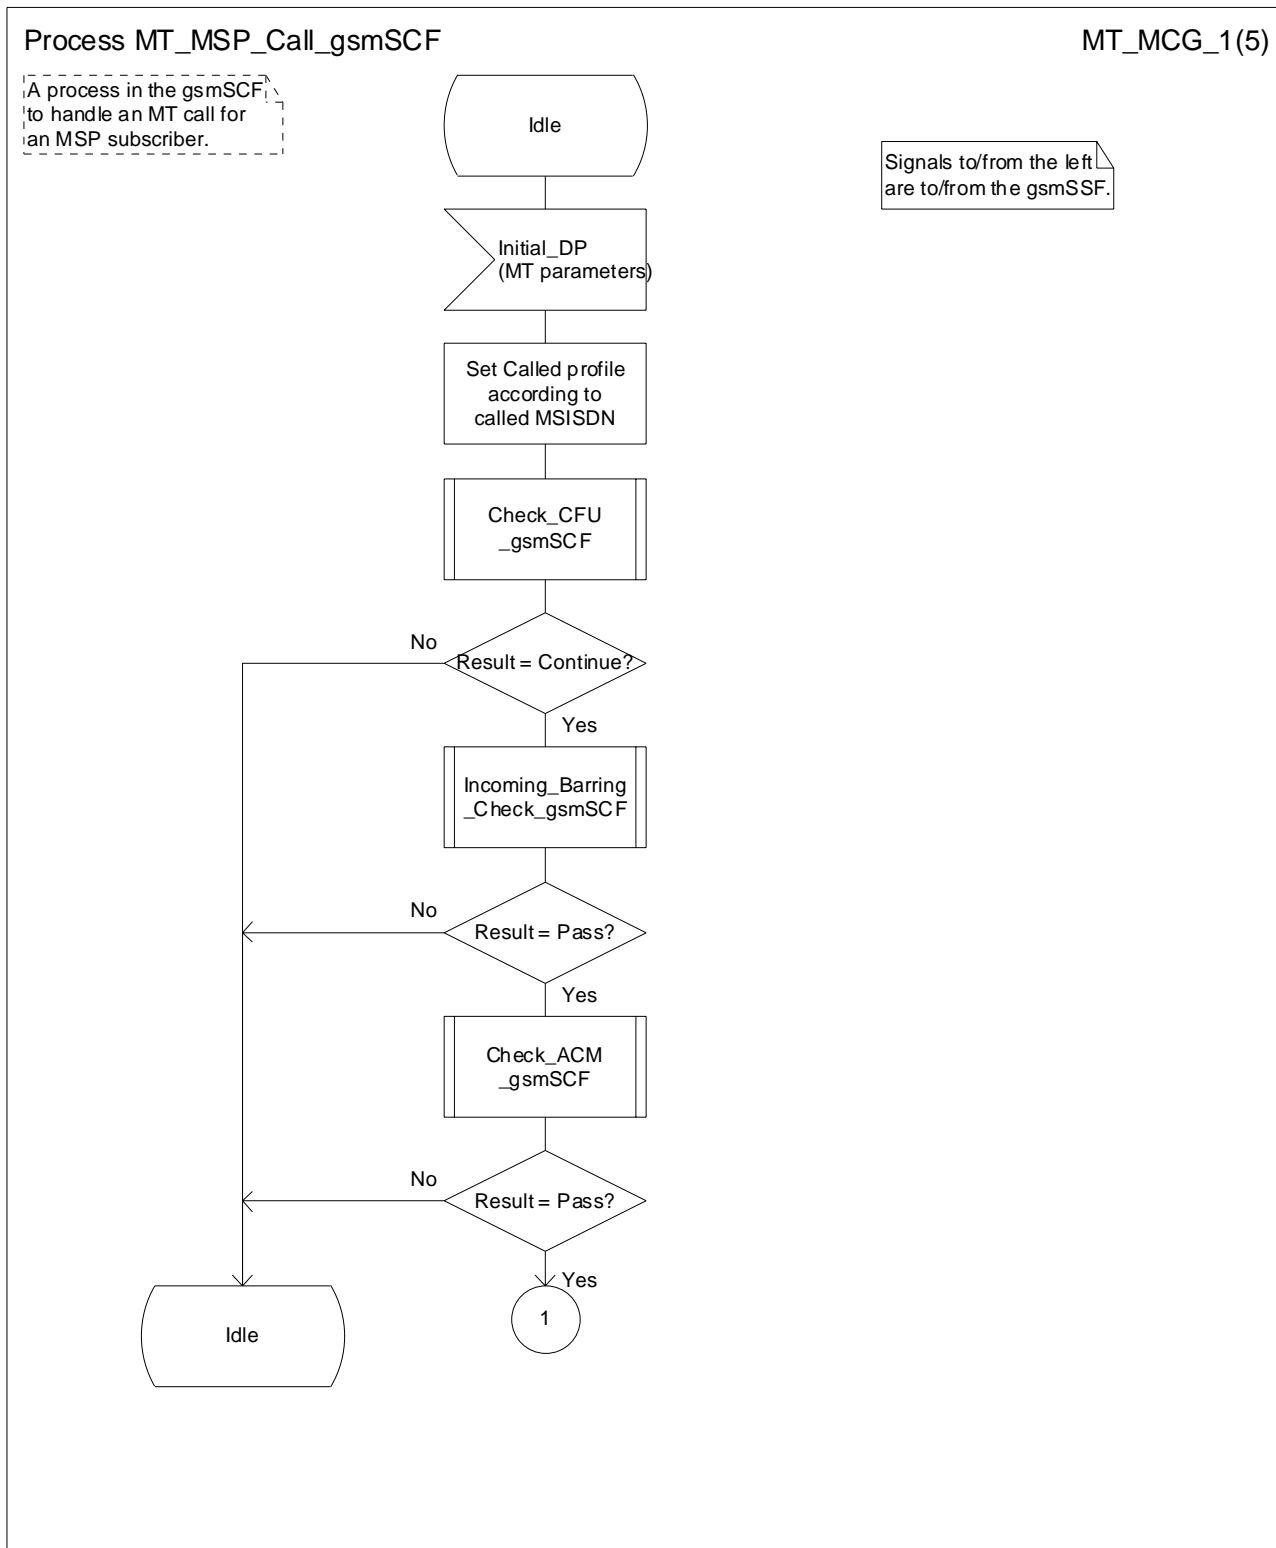 Process MT_MSP_Call_gsmSCF
MT_MCG_1(5)
A process in the gsmSCF
to handle an MT call for
an MSP subscriber.
Idle
Signals to/from the left
are to/from the gsmSSF.
Initial_DP
(MT parameters)
Set Called profile
according to
called MSISDN
Check_CFU
_gsmSCF
No
Result = Continue?
Yes
Incoming_Barring
_Check_gsmSCF
No
Result = Pass?
Yes
Check_ACM
_gsmSCF
No
Result = Pass?
Yes
Idle
1